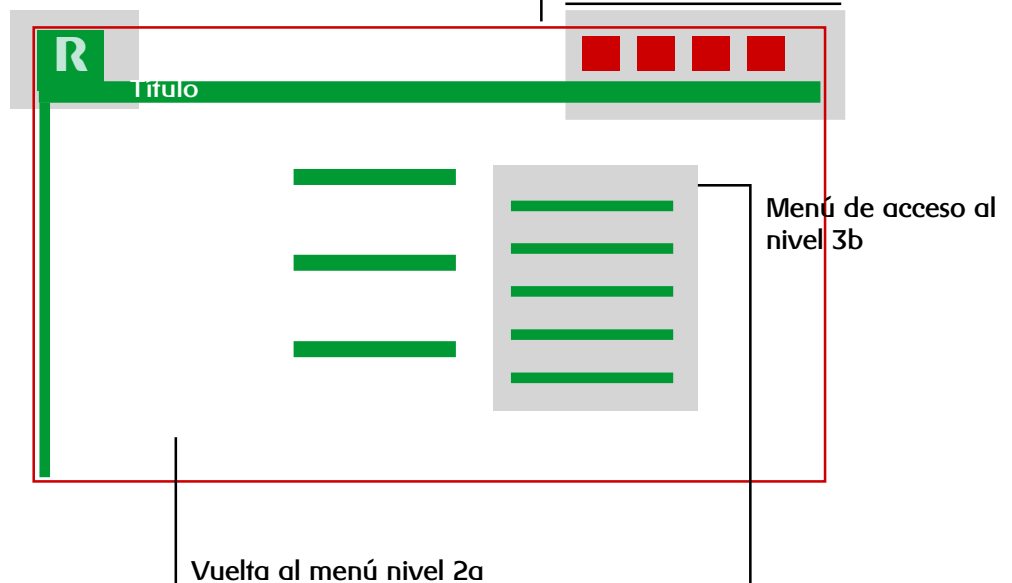 R
Título
Menú de acceso al
nivel 3b
Vuelta al menú nivel 2a